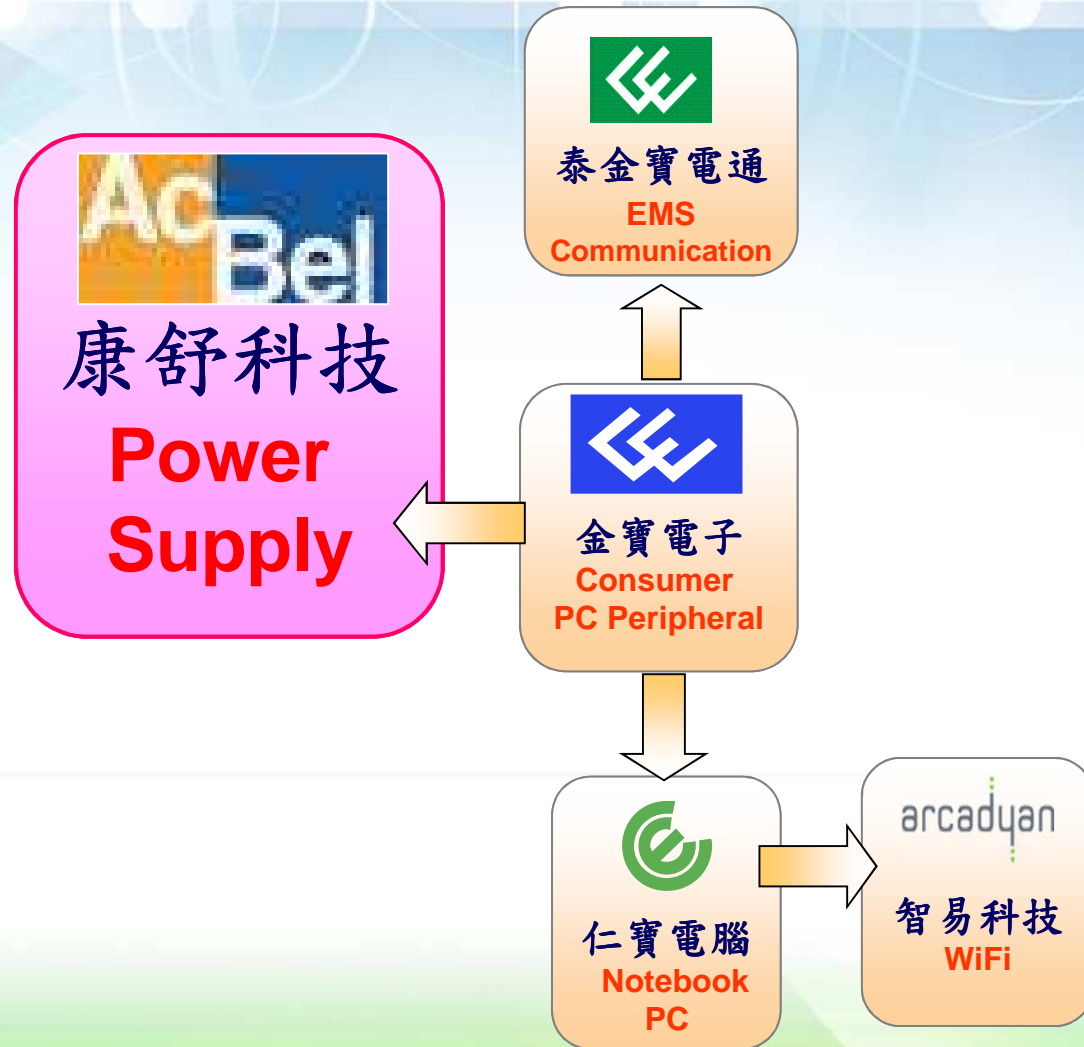 泰金寶電通
EMS
Communication
AcBel
康舒科技
Power
Supply
金寶電子
Consumer
PC Peripheral
仁寶電腦
Notebook
PC
arcadyan
智易科技
WiFi